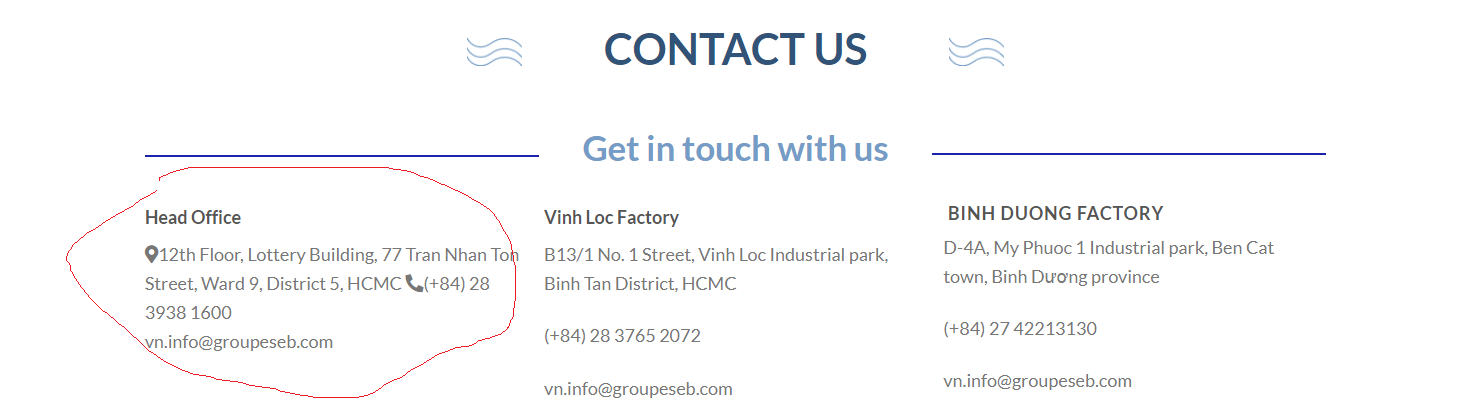 CONTACT US
Get in touch with us
Head Office
12th Floor, Lottery Building, 77 Tran Nhan Ton
Street, Ward 9, District 5, HCMC (+84) 28
3938 1600
vn.info@groupeseb.com
Vinh Loc Factory
B13/1 No. 1 Street, Vinh Loc Industrial park,
Binh Tan District, HCMC
(+84) 28 3765 2072
vn.info@groupeseb.com
BINH DUONG FACTORY
D-4A, My Phuoc 1 Industrial park, Ben Cat
town, Binh Dương province
(+84) 27 42213130
vn.info@groupeseb.com